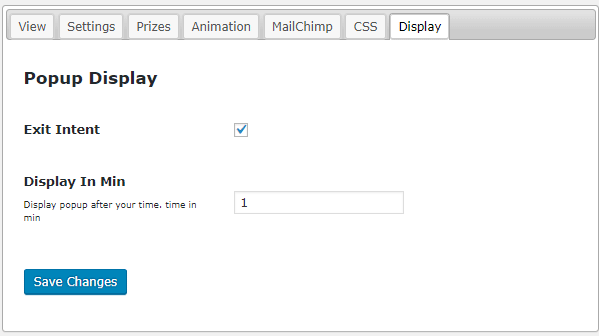 View Settings Prizes Animation MailChimp CSS Display
Popup Display
Exit Intent
Display In Min
Display popup after your time. time in
min
1
Save Changes